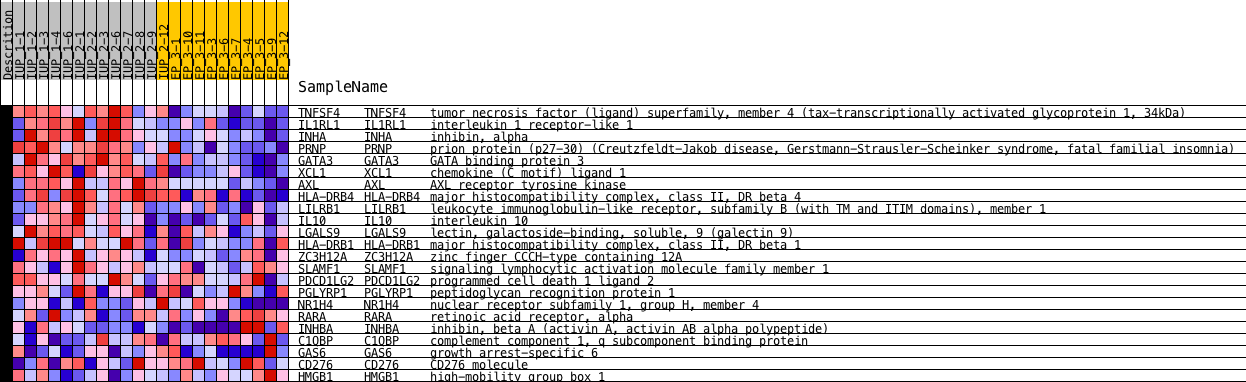 Descrition
IUP_1-1
IUP_1-2
IUP_1-3
IUP_1-4
IUP_1-6
IUP_2-1
IUP_2-2
IUP_2-3
IUP_2-6
IUP_2-7
IUP_2-8
IUP_2-9
IUP_2-12
EP_3-1
EP_3-10
EP_3-11
EP_3-3
EP_3-6
EP_3-7
EP_3-4
EP_3-5
EP_3-9
EP_3-12
SampleName
TNFSF4 TNFSF4 tumor necrosis factor (ligand) superfamily, member 4 (tax-transcriptionally activated glycoprotein 1, 34kDa)
IL1RL1 IL1RL1 interleukin 1 receptor-like 1
INHA INHA inhibin, alpha
PRNP PRNP prion protein (p27-30) (Creutzfeldt-Jakob disease, Gerstmann-Strausler-Scheinker syndrome, fatal familial insomnia)
GATA3 GATA3 GATA binding protein 3
XCL1 XCL1 chemokine (C motif) ligand 1
AXL AXL AXL receptor tyrosine kinase
HLA-DRB4 HLA-DRB4 major histocompatibility complex, class II, DR beta 4
LILRB1 LILRB1 leukocyte immunoglobulin-like receptor, subfamily B (with TM and ITIM domains), member 1
IL10 IL10 interleukin 10
LGALS9 LGALS9 lectin, galactoside-binding, soluble, 9 (galectin 9)
HLA-DRB1 HLA-DRB1 major histocompatibility complex, class II, DR beta 1
ZC3H12A ZC3H12A zinc finger CCCH-type containing 12A
SLAMF1 SLAMF1 signaling lymphocytic activation molecule family member 1
PDCD1LG2 PDCD1LG2 programmed cell death 1 ligand 2
PGLYRP1 PGLYRP1 peptidoglycan recognition protein 1
NR1H4 NR1H4 nuclear receptor subfamily 1, group H, member 4
RARA RARA retinoic acid receptor, alpha
INHBA INHBA inhibin, beta A (activin A, activin AB alpha polypeptide)
C1QBP C1QBP complement component 1, q subcomponent binding protein
GAS6 GAS6 growth arrest-specific 6
CD276 CD276 CD276 molecule
HMGB1 HMGB1 high-mobility group box 1